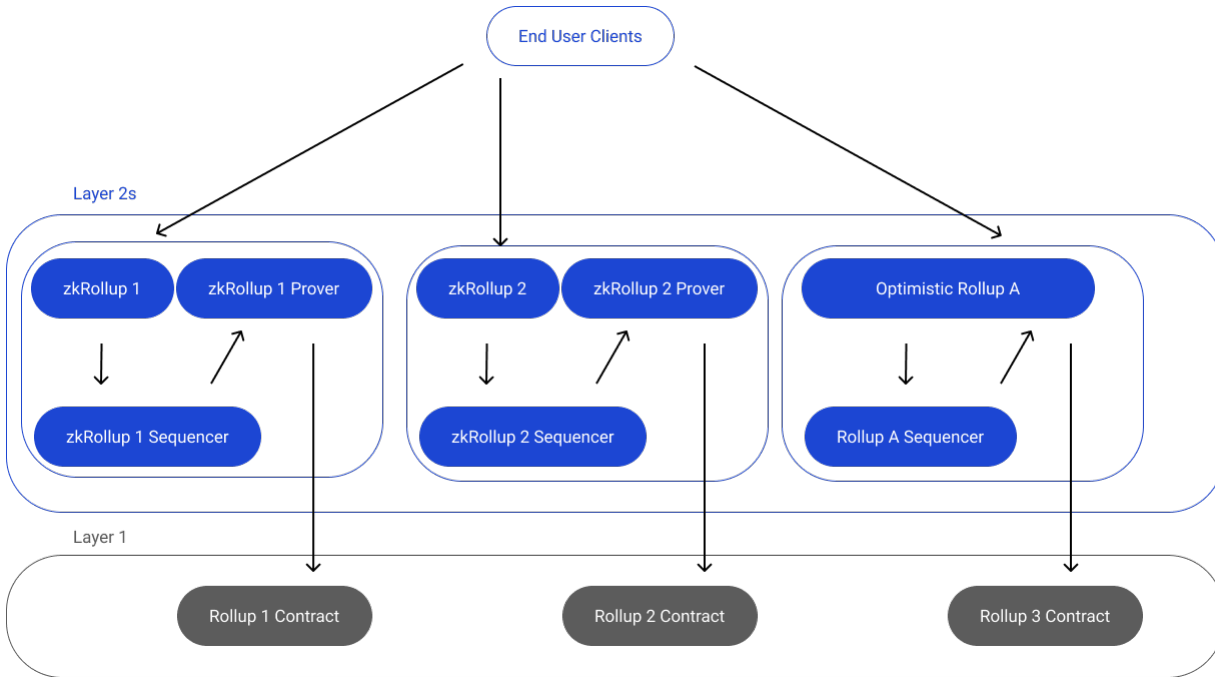 End User Clients
Layer 2s
zkRollup 1
zkRollup 1 Prover
zkRollup 2
zkRollup 2 Prover
Optimistic Rollup A
zkRollup 1 Sequencer
zkRollup 2 Sequencer
Rollup A Sequencer
Layer 1
Rollup 1 Contract
Rollup 2 Contract
Rollup 3 Contract